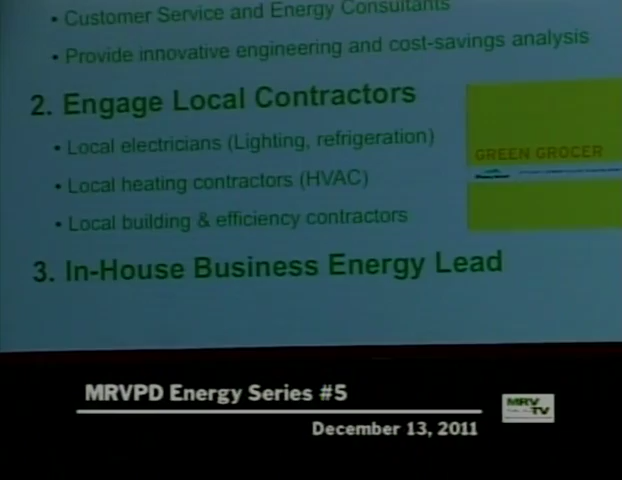 • Customer Service and Energy Consultants
• Provide innovative engineering and cost-savings analysis
2. Engage Local Contractors
• Local electricians (Lighting, refrigeration)
• Local heating contractors (HVAC)
• Local building & efficiency contractors
GREEN GROCER
3. In-House Business Energy Lead
MRVPD Energy Series #5
December 13, 2011
MRV
TV